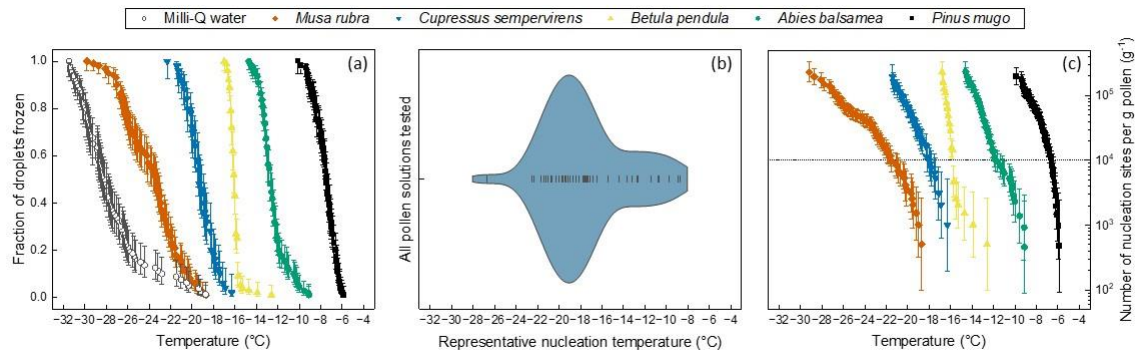 Milli-Q water Musa rubra Cupressus sempervirens Betula pendula Abies balsamea Pinus mugo
(a)
Fraction of droplets frozen
1.0
0.8
0.6
0.4
0.2
0.0
−32 −30 −28 −26 −24 −22 −20 −18 −16 −14 −12 −10 −8 −6 −4
Temperature (°C)
(b)
All pollen solutions tested
−32 −30 −28 −26 −24 −22 −20 −18 −16 −14 −12 −10 −8 −6 −4
Representative nucleation temperature (°C)
(c)
10⁵
10⁴
10³
10²
Number of nucleation sites per g pollen (g⁻¹)
−32 −30 −28 −26 −24 −22 −20 −18 −16 −14 −12 −10 −8 −6 −4
Temperature (°C)